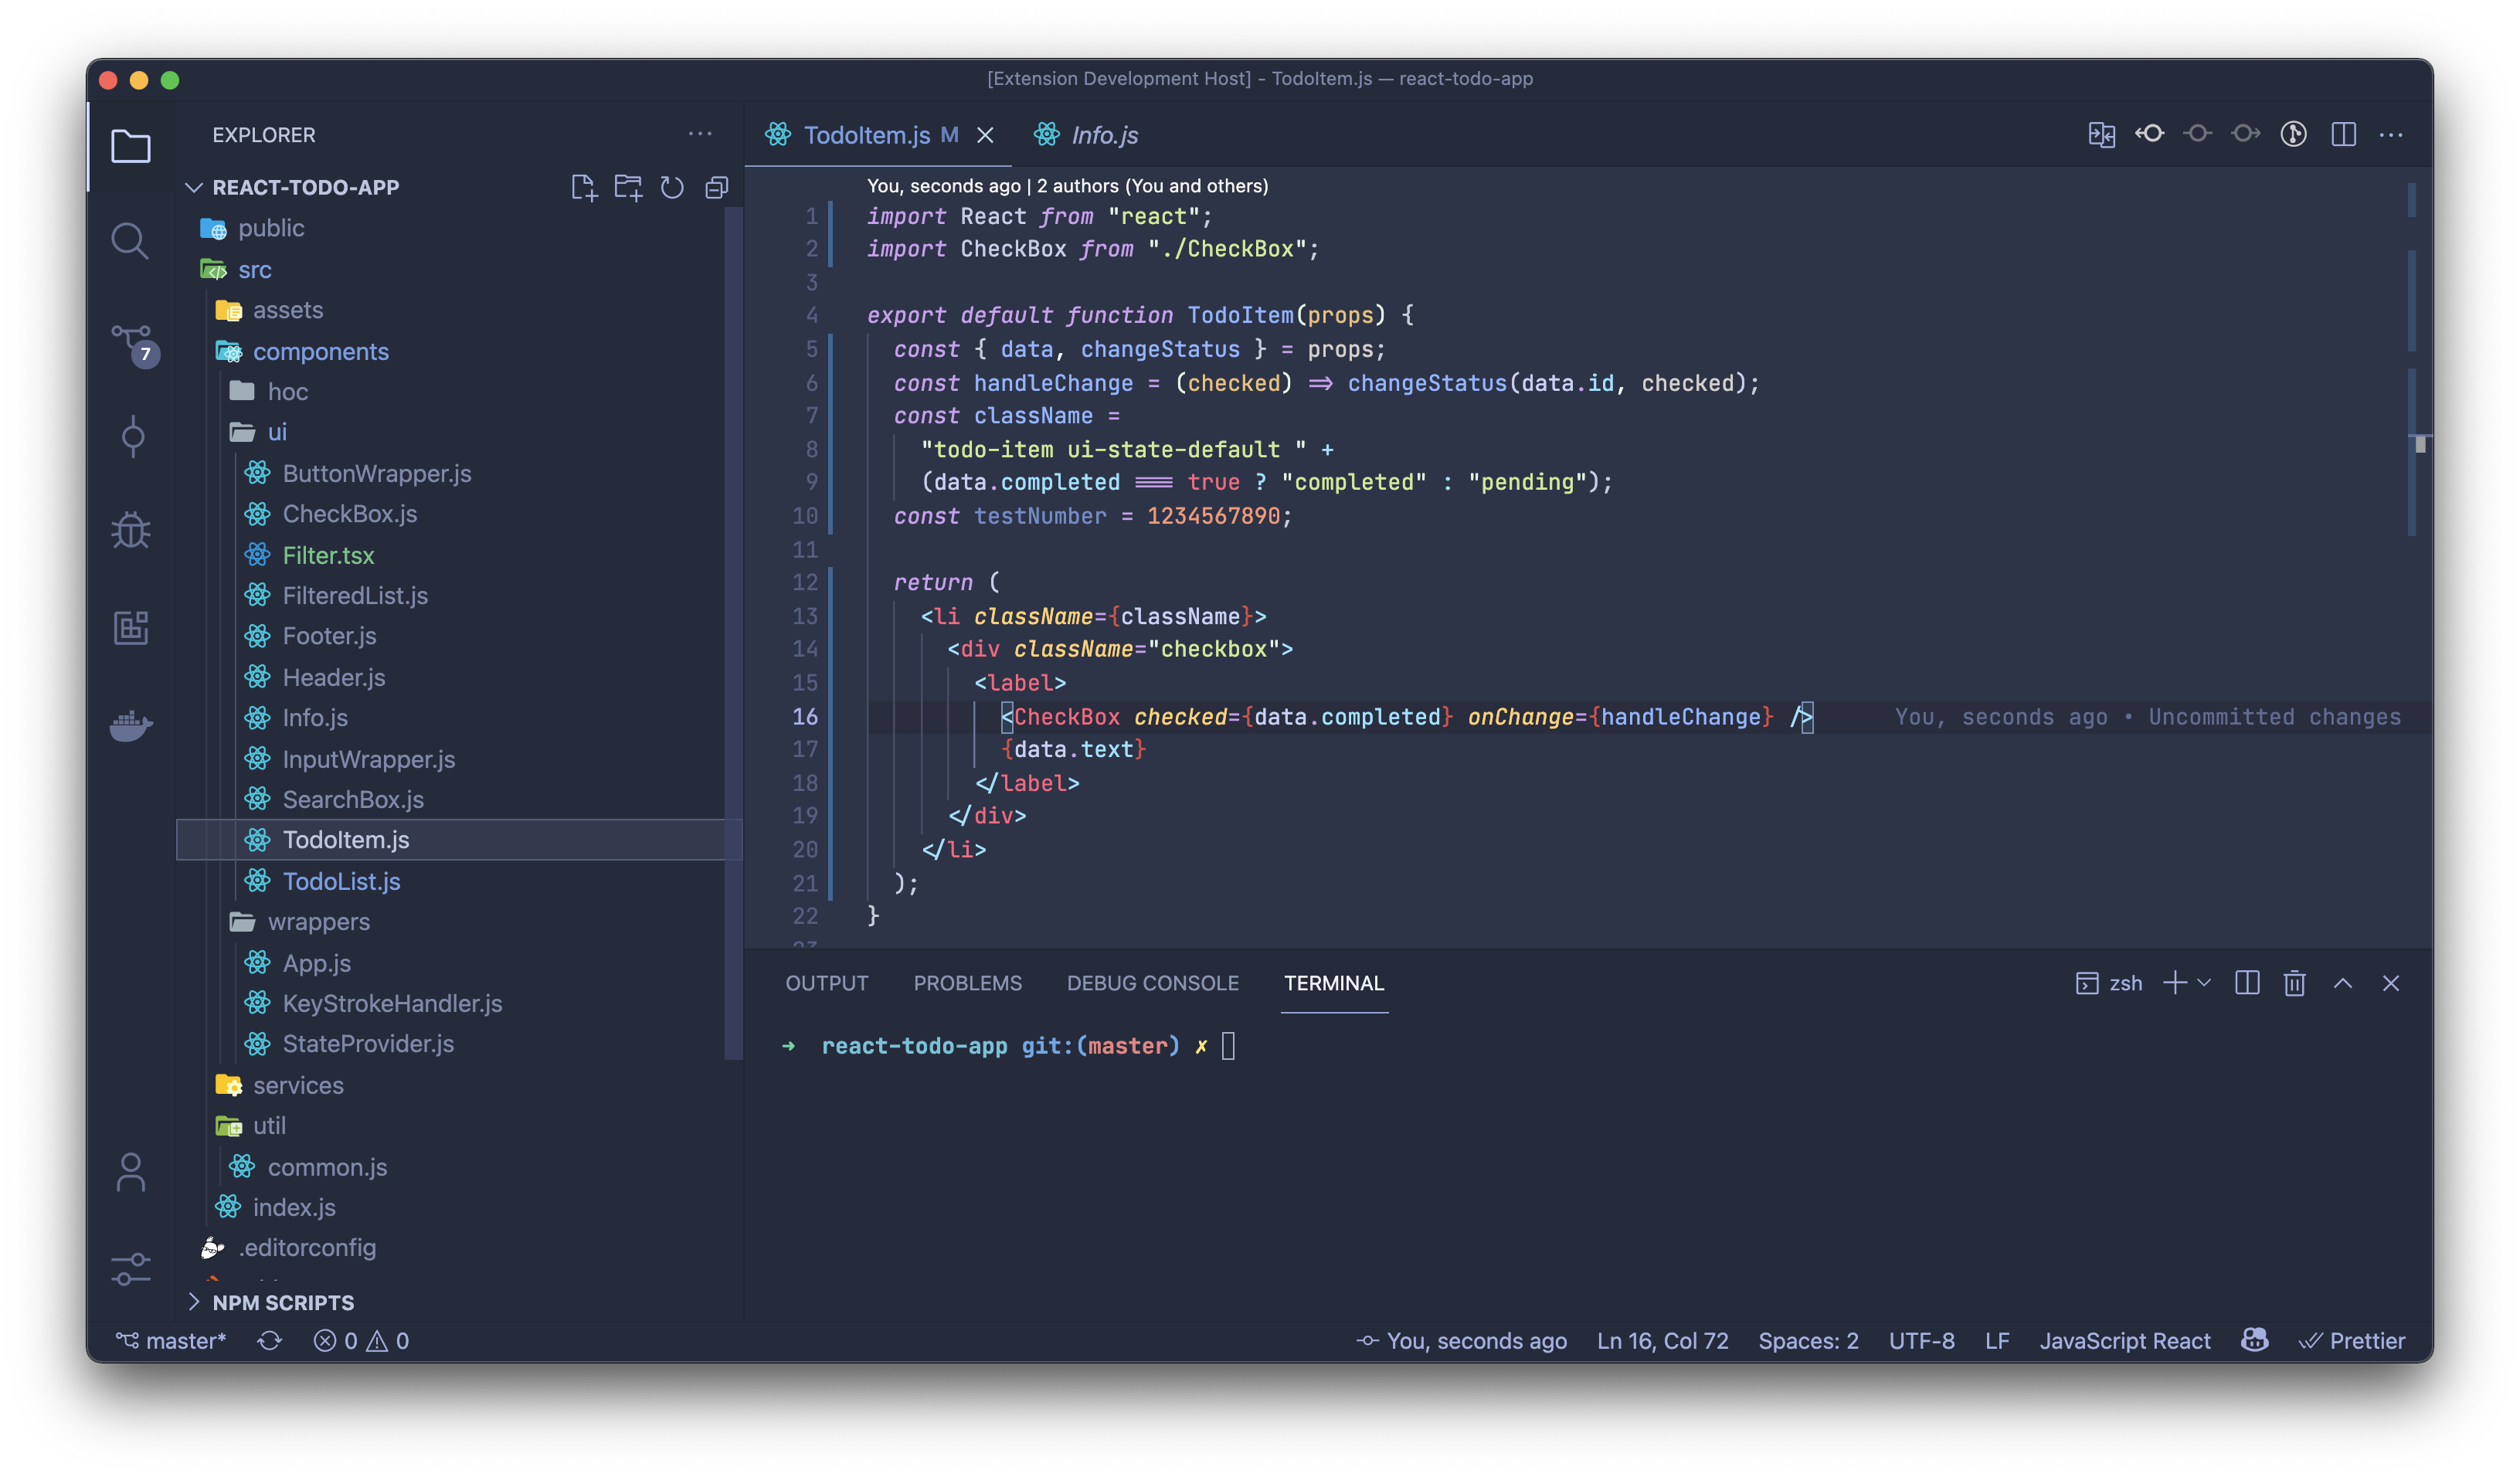 [Extension Development Host] - TodoItem.js — react-todo-app
EXPLORER
REACT-TODO-APP
public
src
assets
components
hoc
ui
ButtonWrapper.js
CheckBox.js
Filter.tsx
FilteredList.js
Footer.js
Header.js
Info.js
InputWrapper.js
SearchBox.js
TodoItem.js
TodoList.js
wrappers
App.js
KeyStrokeHandler.js
StateProvider.js
services
util
common.js
index.js
.editorconfig
NPM SCRIPTS
7
TodoItem.js M
Info.js
You, seconds ago | 2 authors (You and others)
1 import React from "react";
2 import CheckBox from "./CheckBox";
3
4 export default function TodoItem(props) {
5 const { data, changeStatus } = props;
6 const handleChange = (checked) => changeStatus(data.id, checked);
7 const className =
8 "todo-item ui-state-default " +
9 (data.completed === true ? "completed" : "pending");
10 const testNumber = 1234567890;
11
12 return (
13 <li className={className}>
14 <div className="checkbox">
15 <label>
16 <CheckBox checked={data.completed} onChange={handleChange} /> You, seconds ago • Uncommitted changes
17 {data.text}
18 </label>
19 </div>
20 </li>
21 );
22 }
OUTPUT PROBLEMS DEBUG CONSOLE TERMINAL zsh
➜ react-todo-app git:(master) ✗
master* 0 0 You, seconds ago Ln 16, Col 72 Spaces: 2 UTF-8 LF JavaScript React Prettier